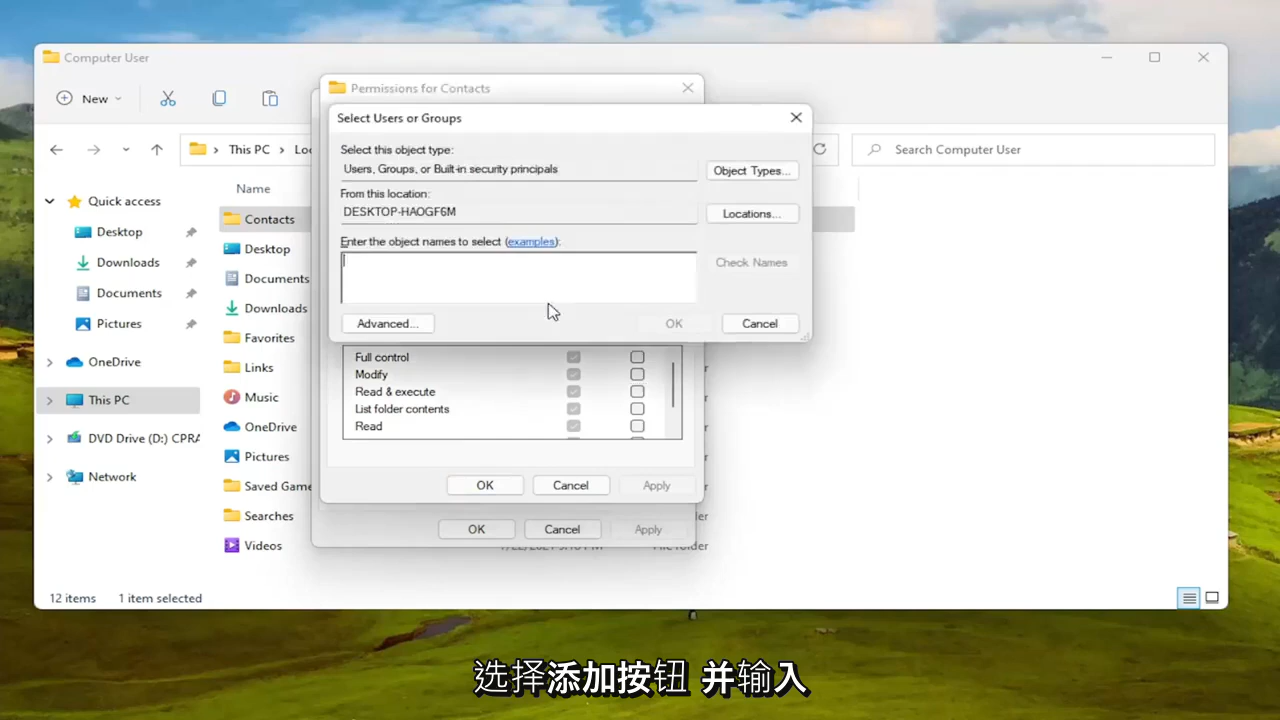 Computer User
New
This PC
Loc
Search Computer User
Quick access
Desktop
Downloads
Documents
Pictures
OneDrive
This PC
DVD Drive (D:) CPRA
Network
Name
Contacts
Desktop
Documents
Downloads
Favorites
Links
Music
OneDrive
Pictures
Saved Game
Searches
Videos
File folder
12 items 1 item selected
Permissions for Contacts
Select Users or Groups
Select this object type:
Users, Groups, or Built-in security principals
Object Types...
From this location:
DESKTOP-HAOGF6M
Locations...
Enter the object names to select (examples):
Check Names
Advanced...
OK
Cancel
Full control
Modify
Read & execute
List folder contents
Read
OK
Cancel
Apply
OK
Cancel
Apply
选择添加按钮 并输入